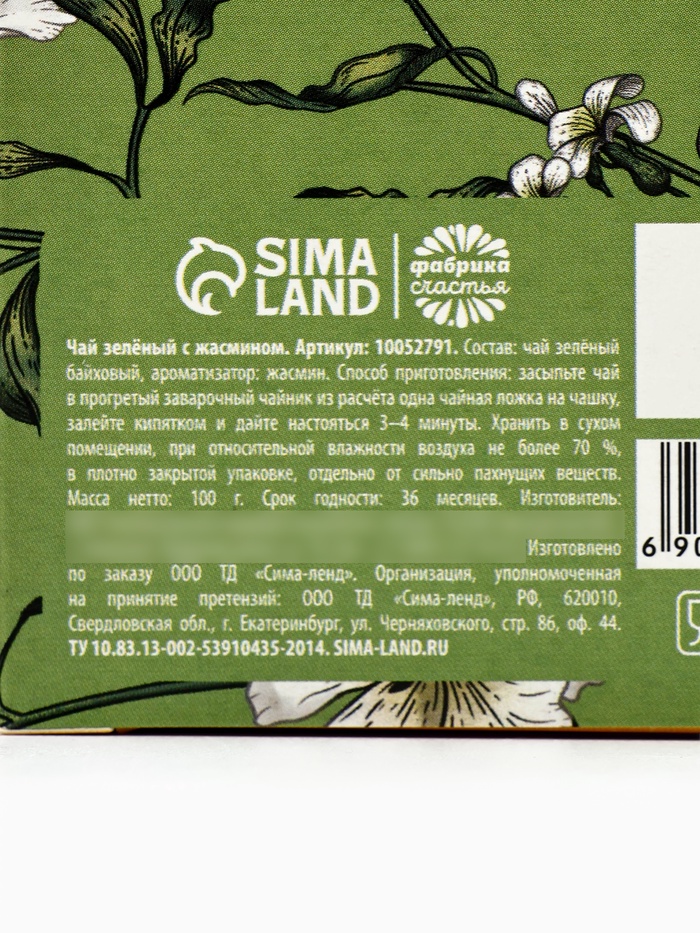 SIMA
LAND
фабрика
счастья
Чай зелёный с жасмином. Артикул: 10052791. Состав: чай зелёный
байховый, ароматизатор: жасмин. Способ приготовления: засыпьте чай
в прогретый заварочный чайник из расчёта одна чайная ложка на чашку,
залейте кипятком и дайте настояться 3–4 минуты. Хранить в сухом
помещении, при относительной влажности воздуха не более 70 %,
в плотно закрытой упаковке, отдельно от сильно пахнущих веществ.
Масса нетто: 100 г. Срок годности: 36 месяцев. Изготовитель:
Изготовлено
по заказу ООО ТД «Сима-ленд». Организация, уполномоченная
на принятие претензий: ООО ТД «Сима-ленд», РФ, 620010,
Свердловская обл., г. Екатеринбург, ул. Черняховского, стр. 86, оф. 44.
ТУ 10.83.13-002-53910435-2014. SIMA-LAND.RU
6 90